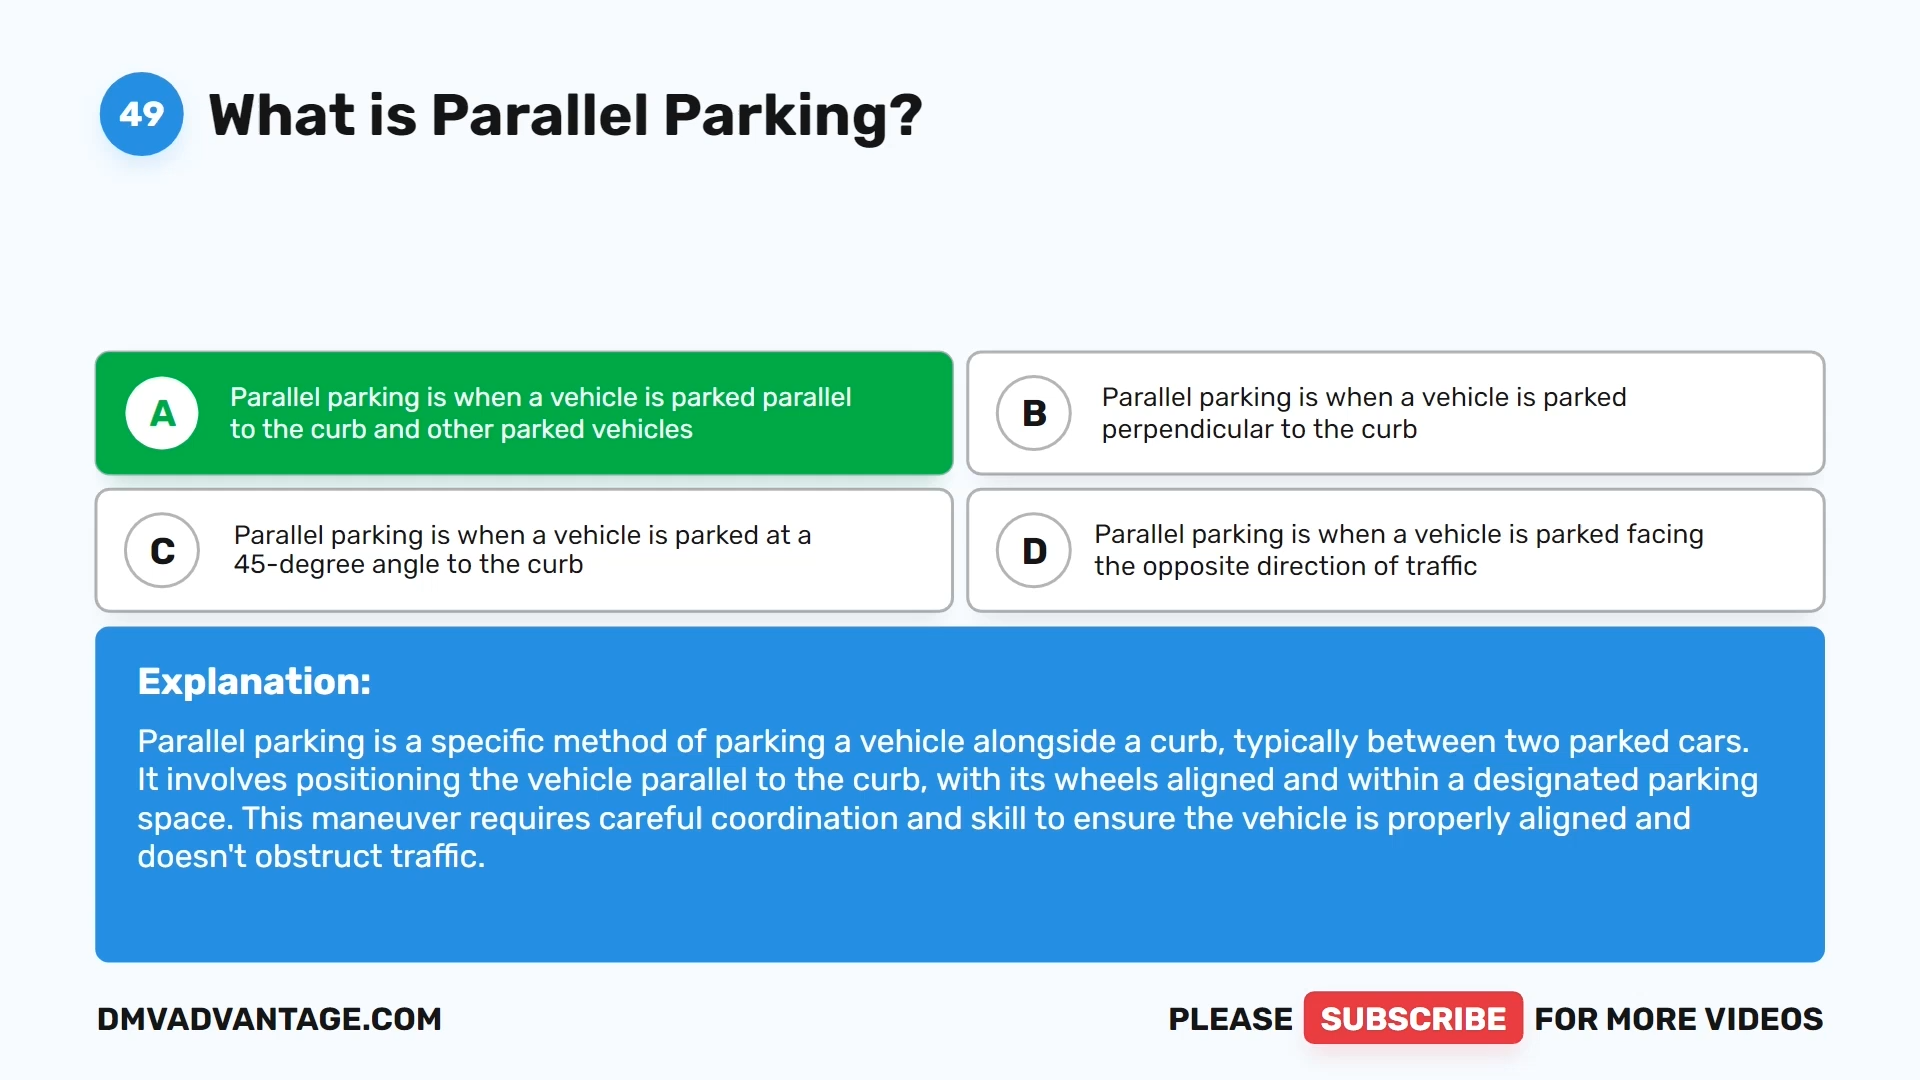 49 What is Parallel Parking?
A Parallel parking is when a vehicle is parked parallel
to the curb and other parked vehicles
B Parallel parking is when a vehicle is parked
perpendicular to the curb
C Parallel parking is when a vehicle is parked at a
45-degree angle to the curb
D Parallel parking is when a vehicle is parked facing
the opposite direction of traffic
Explanation:
Parallel parking is a specific method of parking a vehicle alongside a curb, typically between two parked cars.
It involves positioning the vehicle parallel to the curb, with its wheels aligned and within a designated parking
space. This maneuver requires careful coordination and skill to ensure the vehicle is properly aligned and
doesn't obstruct traffic.
DMVADVANTAGE.COM
PLEASE SUBSCRIBE FOR MORE VIDEOS